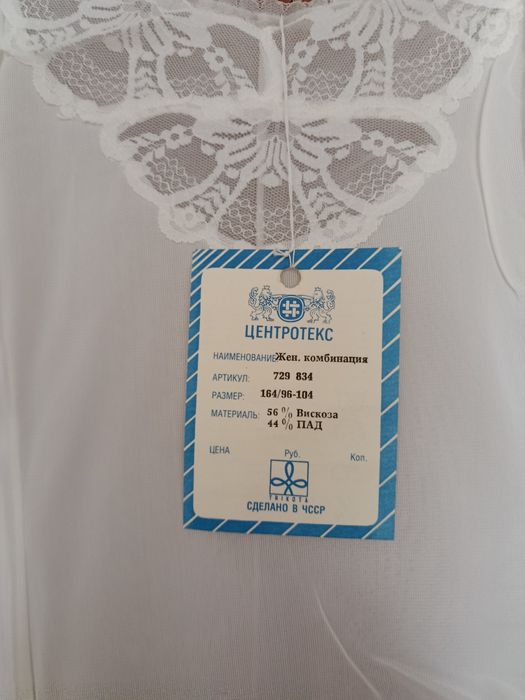 ЦЕНТРОТЕКС
НАИМЕНОВАНИЕ Жен. комбинация
АРТИКУЛ: 729 834
РАЗМЕР: 164/96-104
МАТЕРИАЛЬ: 56 % Вискоза
44 % ПАД
ЦЕНА Руб. Коп.
TRIKOTA
СДЕЛАНО В ЧССР